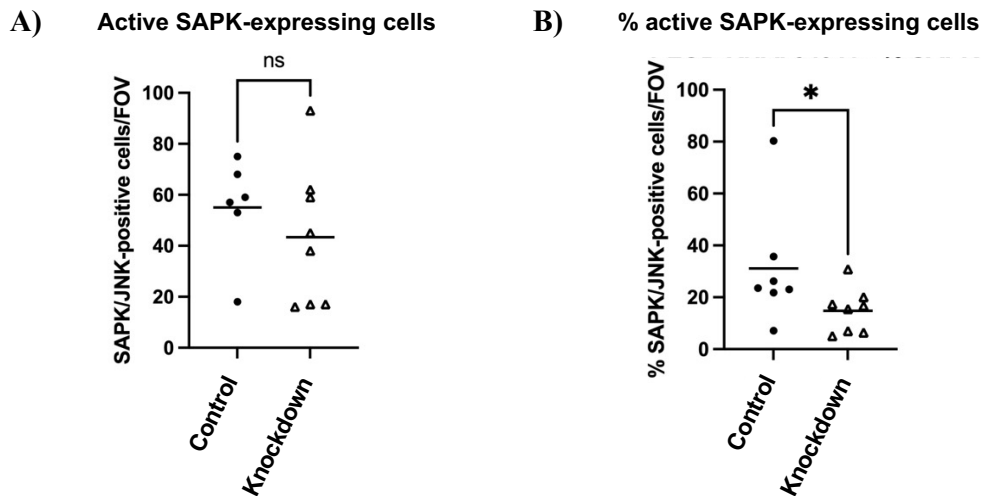 A)
Active SAPK-expressing cells
ns
SAPK/JNK-positive cells/FOV
100
80
60
40
20
0
Control
Knockdown
B)
% active SAPK-expressing cells
*
% SAPK/JNK-positive cells/FOV
100
80
60
40
20
0
Control
Knockdown